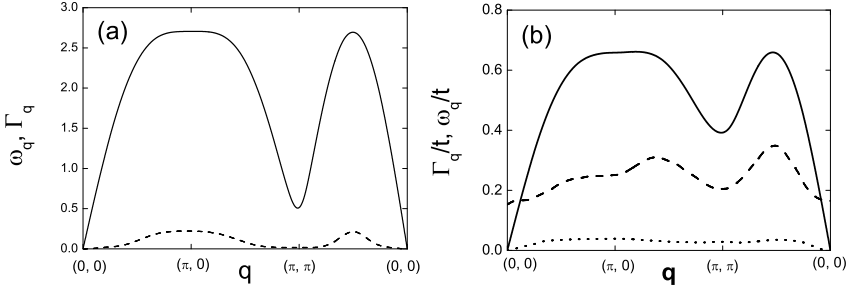 (a)
3.0
2.5
2.0
1.5
1.0
0.5
0.0
ω_q, Γ_q
(0, 0)
(π, 0)
(π, π)
(0, 0)
q
(b)
0.8
0.6
0.4
0.2
0.0
Γ_q/t, ω_q/t
(0, 0)
(π, 0)
(π, π)
(0, 0)
q